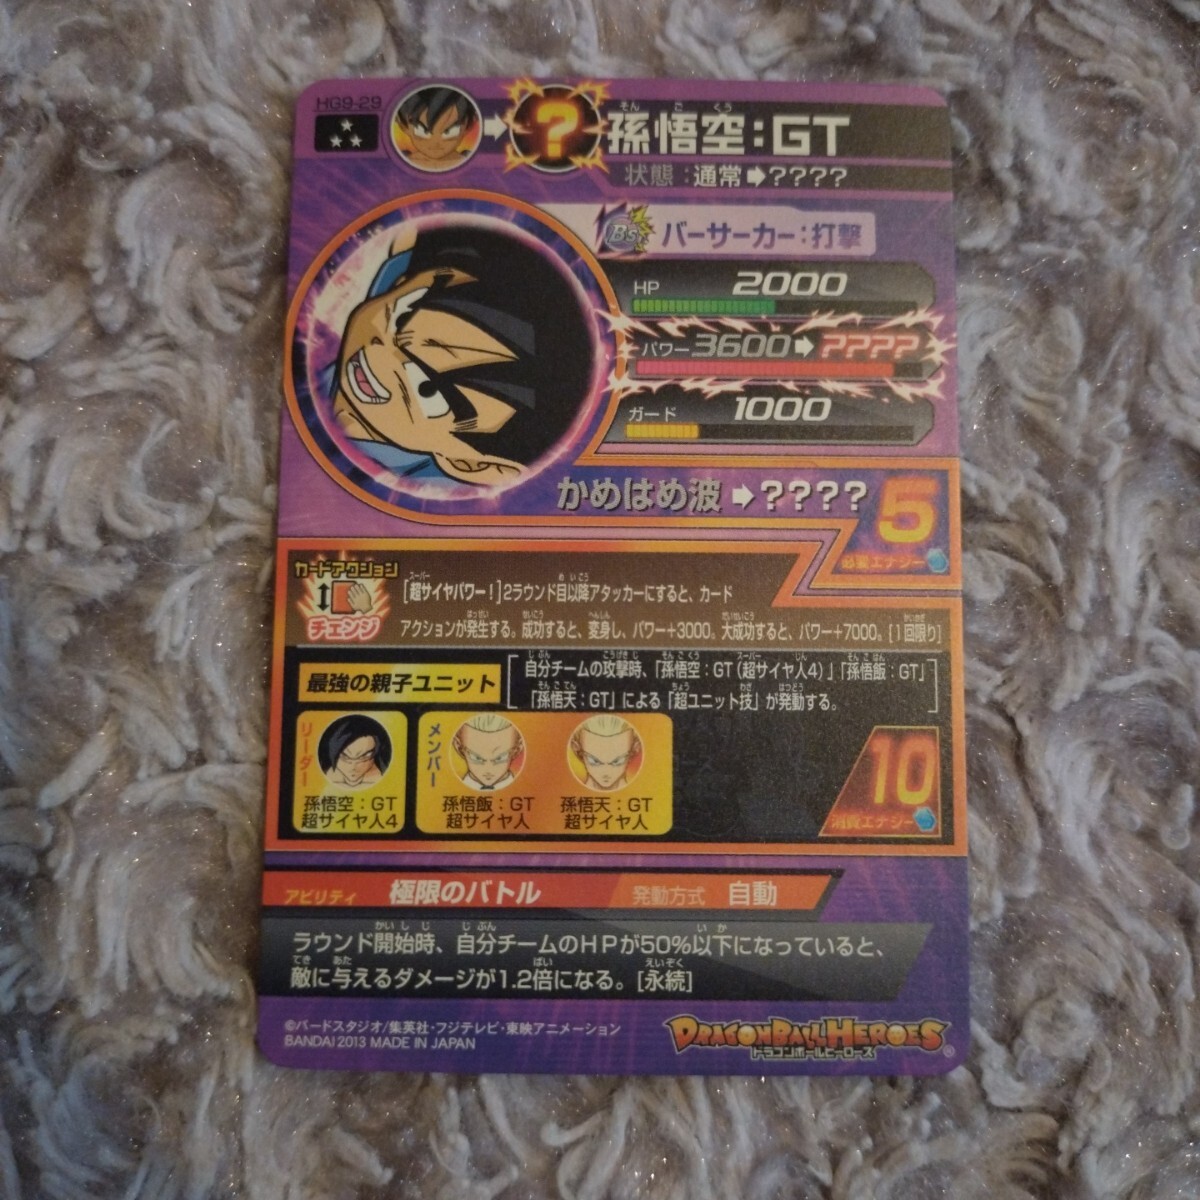 HG9-29
孫悟空:GT
そん ご くう
状態:通常➡????
Bs バーサーカー:打撃
HP 2000
パワー 3600➡????
ガード 1000
かめはめ波➡????
5
必要エナジー
カードアクション
チェンジ
[超サイヤパワー!]2ラウンド目以降アタッカーにすると、カード
アクションが発生する。成功すると、変身し、パワー+3000。大成功すると、パワー+7000。[1回限り]
最強の親子ユニット
自分チームの攻撃時、「孫悟空:GT(超サイヤ人4)」「孫悟飯:GT」
「孫悟天:GT」による「超ユニット技」が発動する。
リーダー
孫悟空:GT
超サイヤ人4
メンバー
孫悟飯:GT
超サイヤ人
孫悟天:GT
超サイヤ人
10
消費エナジー
アビリティ 極限のバトル 発動方式 自動
ラウンド開始時、自分チームのHPが50%以下になっていると、
敵に与えるダメージが1.2倍になる。[永続]
©バードスタジオ/集英社・フジテレビ・東映アニメーション
BANDAI 2013 MADE IN JAPAN
DRAGONBALL HEROES
ドラゴンボールヒーローズ